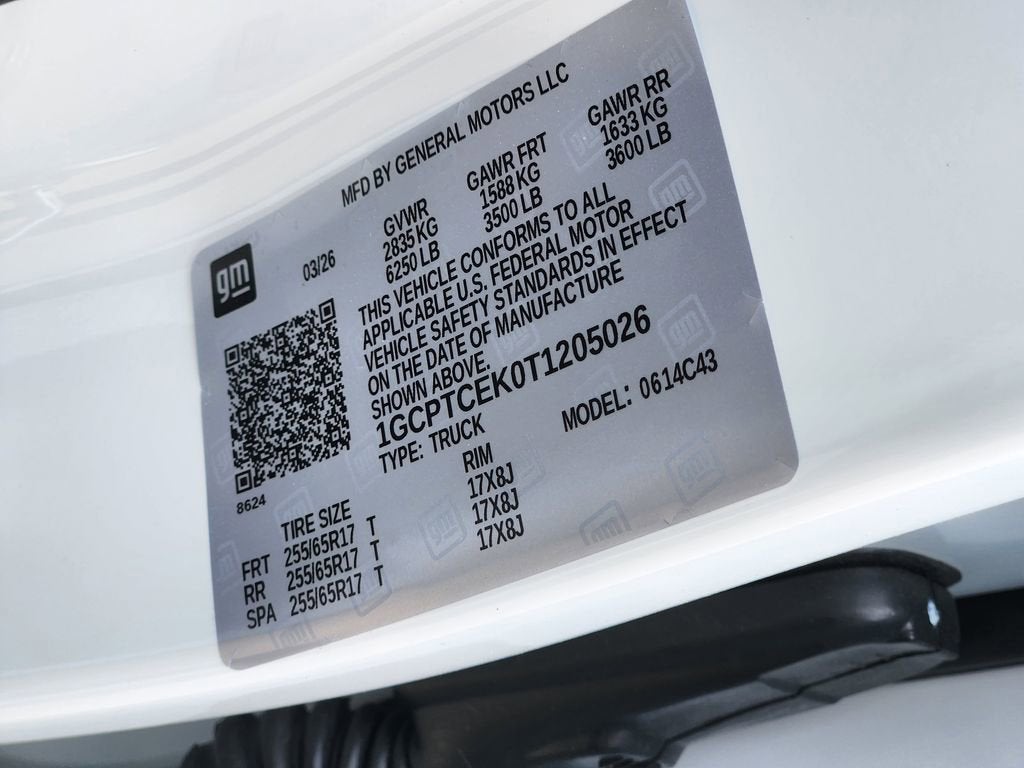 MFD BY GENERAL MOTORS LLC
gm
03/26
GVWR GAWR FRT GAWR RR
2835 KG 1588 KG 1633 KG
6250 LB 3500 LB 3600 LB
THIS VEHICLE CONFORMS TO ALL
APPLICABLE U.S. FEDERAL MOTOR
VEHICLE SAFETY STANDARDS IN EFFECT
ON THE DATE OF MANUFACTURE
SHOWN ABOVE.
1GCPTCEK0T1205026
TYPE: TRUCK MODEL: 0614C43
8624
TIRE SIZE RIM
FRT 255/65R17 T 17X8J
RR 255/65R17 T 17X8J
SPA 255/65R17 T 17X8J